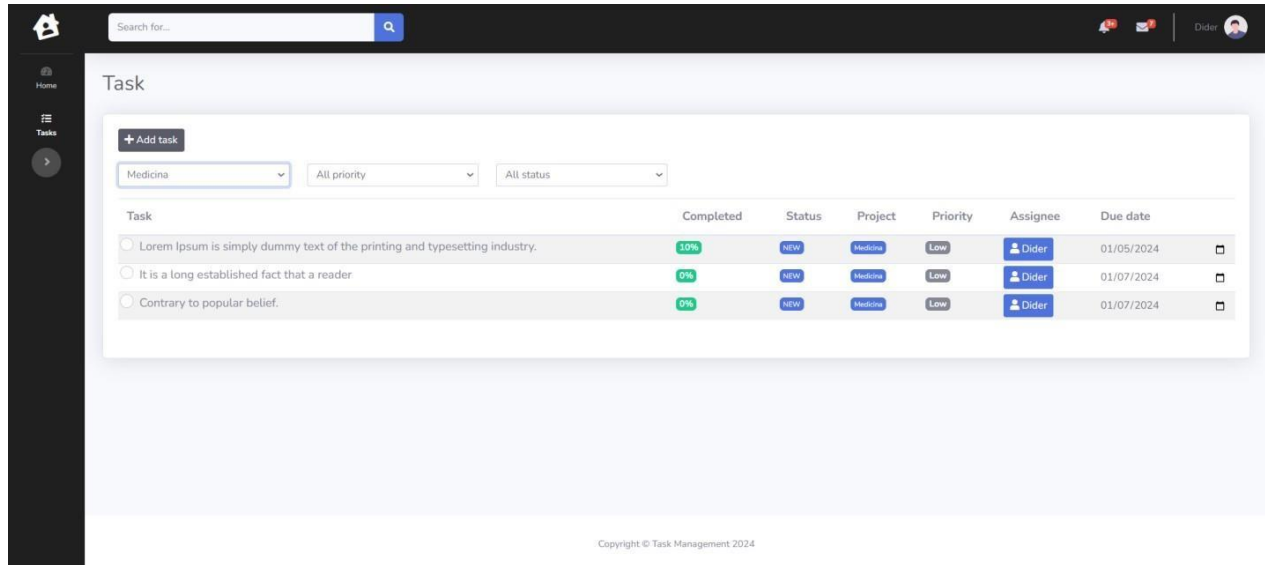 Search for...
3+
7
Dider
Home
Tasks
Task
Add task
Medicina All priority All status
Task Completed Status Project Priority Assignee Due date
Lorem Ipsum is simply dummy text of the printing and typesetting industry. 10% NEW Medicina Low Dider 01/05/2024
It is a long established fact that a reader 0% NEW Medicina Low Dider 01/07/2024
Contrary to popular belief. 0% NEW Medicina Low Dider 01/07/2024
Copyright © Task Management 2024